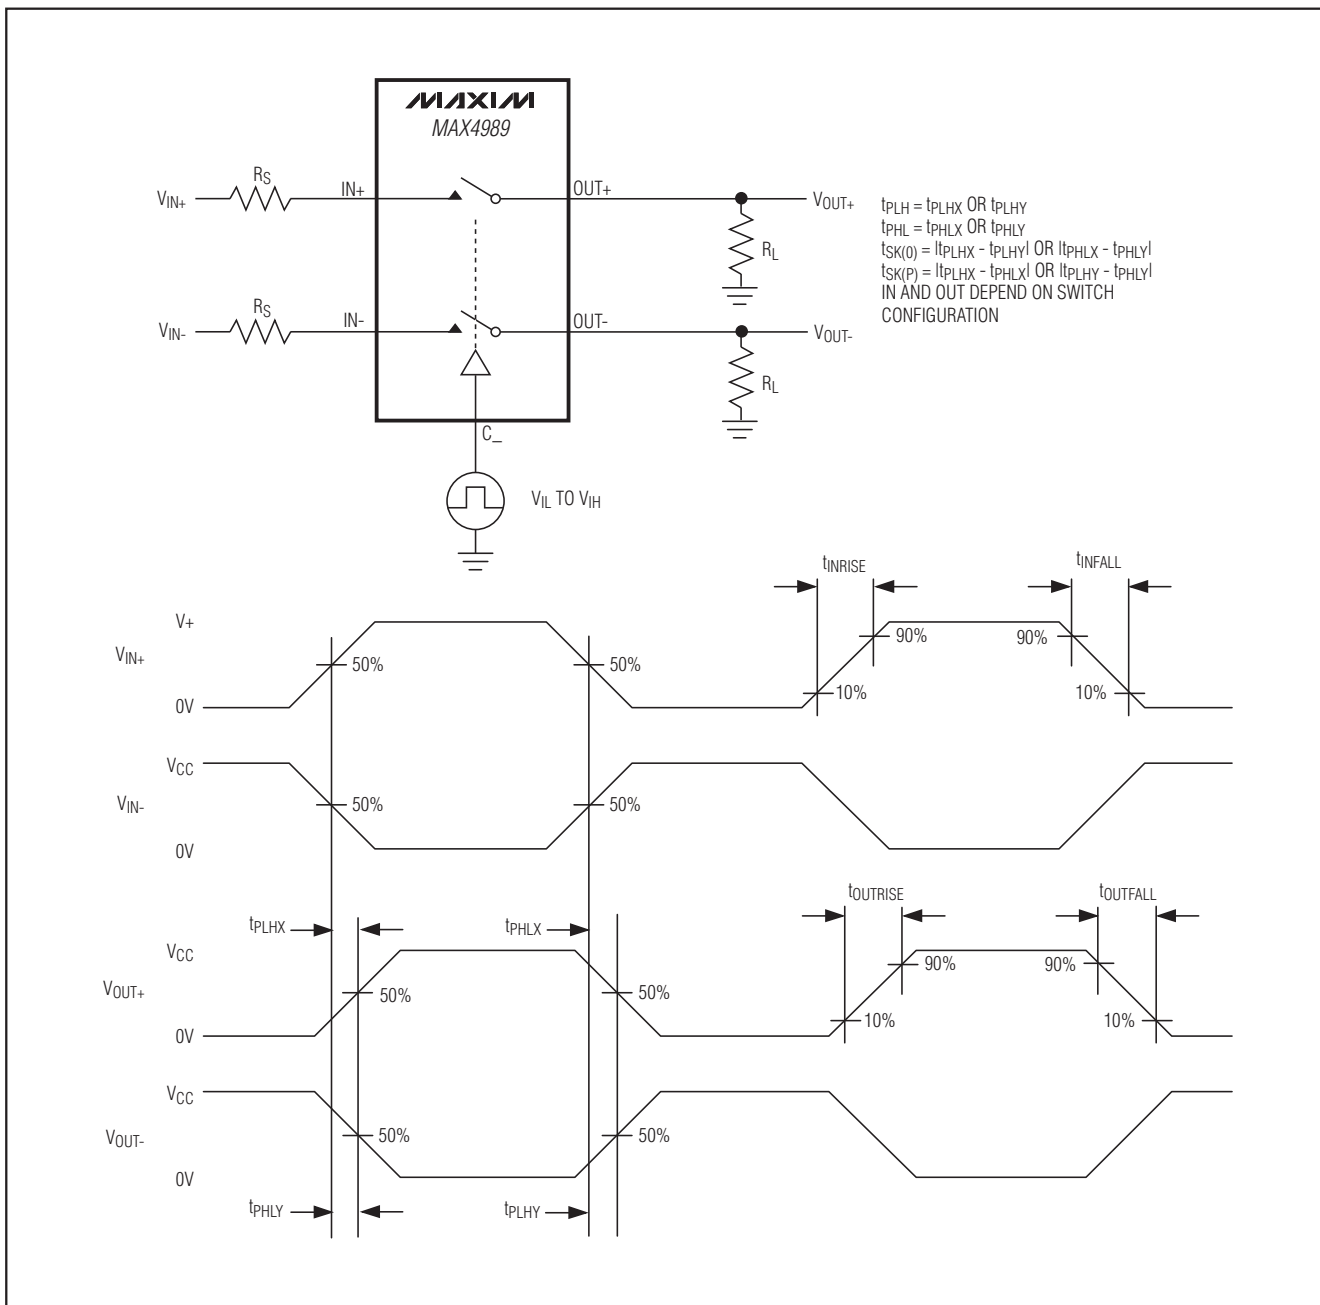 MAXIM
MAX4989
RS
VIN+
IN+
OUT+
VOUT+
RL
RS
VIN-
IN-
OUT-
VOUT-
RL
C_
VIL TO VIH
tPLH = tPLHX OR tPLHY
tPHL = tPHLX OR tPHLY
tSK(0) = |tPLHX - tPLHY| OR |tPHLX - tPHLY|
tSK(P) = |tPLHX - tPHLX| OR |tPLHY - tPHLY|
IN AND OUT DEPEND ON SWITCH
CONFIGURATION
tINRISE
tINFALL
V+
VIN+
0V
50%
50%
90%
90%
10%
10%
VCC
VIN-
0V
50%
50%
tPLHX
tPHLX
tOUTRISE
tOUTFALL
VCC
VOUT+
0V
50%
50%
90%
90%
10%
10%
VCC
VOUT-
0V
50%
50%
tPHLY
tPLHY